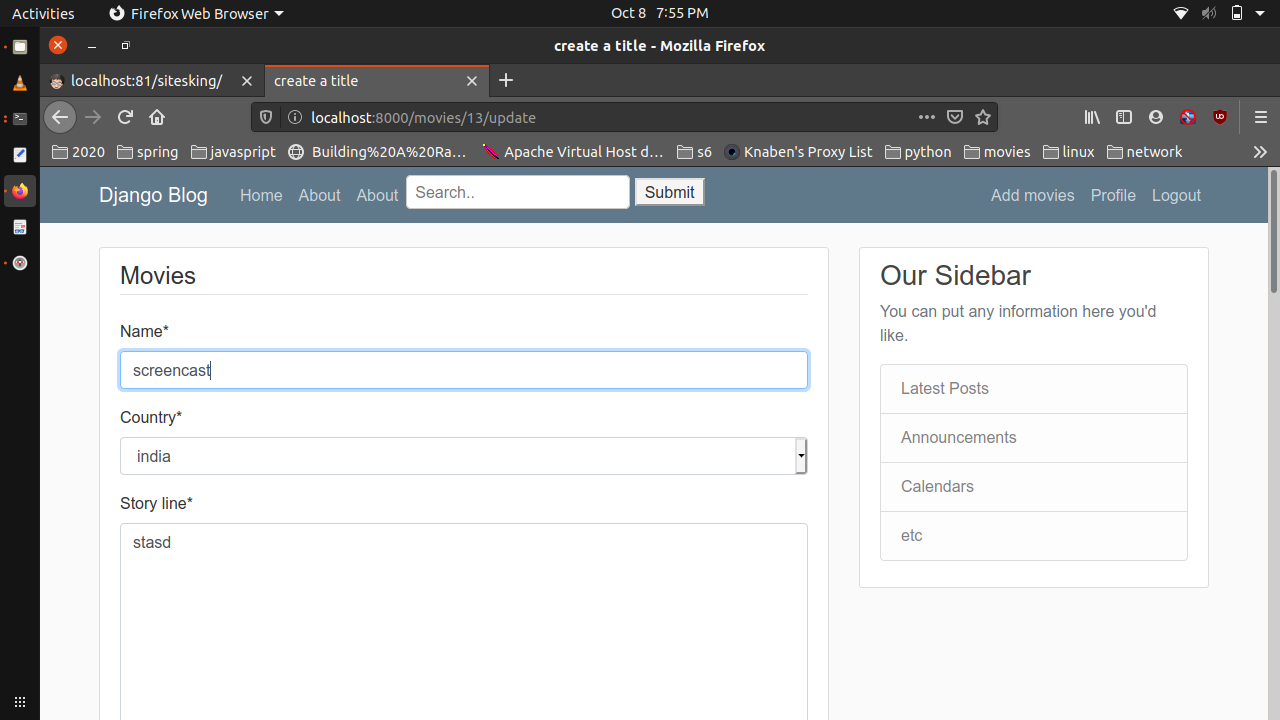 Activities Firefox Web Browser Oct 8 7:55 PM
create a title - Mozilla Firefox
localhost:81/sitesking/ create a title
localhost:8000/movies/13/update
2020 spring javasript Building%20A%20Ra… Apache Virtual Host d… s6 Knaben's Proxy List python movies linux network
Django Blog Home About About Search.. Submit Add movies Profile Logout
Movies
Name*
screencast
Country*
india
Story line*
stasd
Our Sidebar
You can put any information here you'd
like.
Latest Posts
Announcements
Calendars
etc